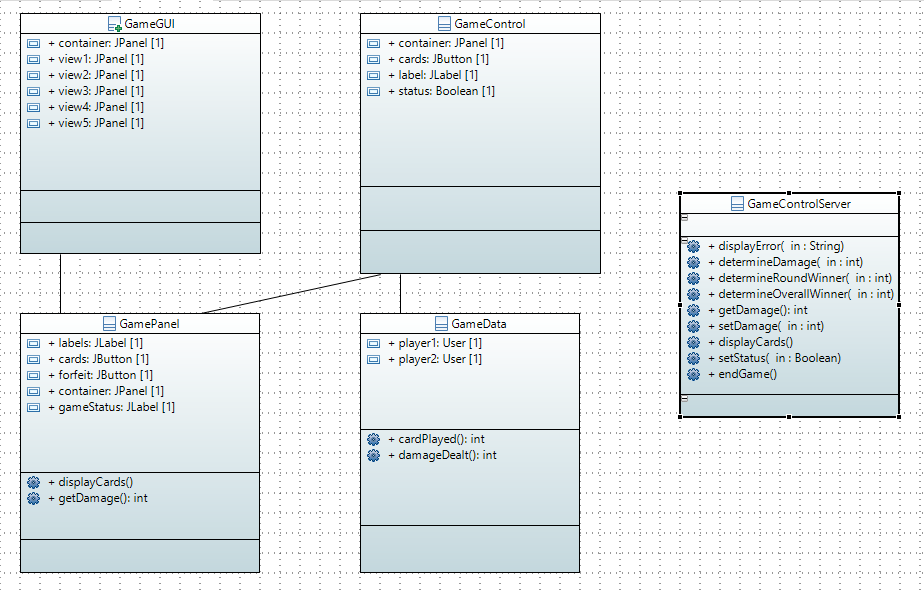 GameGUI
+ container: JPanel [1]
+ view1: JPanel [1]
+ view2: JPanel [1]
+ view3: JPanel [1]
+ view4: JPanel [1]
+ view5: JPanel [1]
GameControl
+ container: JPanel [1]
+ cards: JButton [1]
+ label: JLabel [1]
+ status: Boolean [1]
GameControlServer
+ displayError( in : String)
+ determineDamage( in : int)
+ determineRoundWinner( in : int)
+ determineOverallWinner( in : int)
+ getDamage(): int
+ setDamage( in : int)
+ displayCards()
+ setStatus( in : Boolean)
+ endGame()
GamePanel
+ labels: JLabel [1]
+ cards: JButton [1]
+ forfeit: JButton [1]
+ container: JPanel [1]
+ gameStatus: JLabel [1]
+ displayCards()
+ getDamage(): int
GameData
+ player1: User [1]
+ player2: User [1]
+ cardPlayed(): int
+ damageDealt(): int